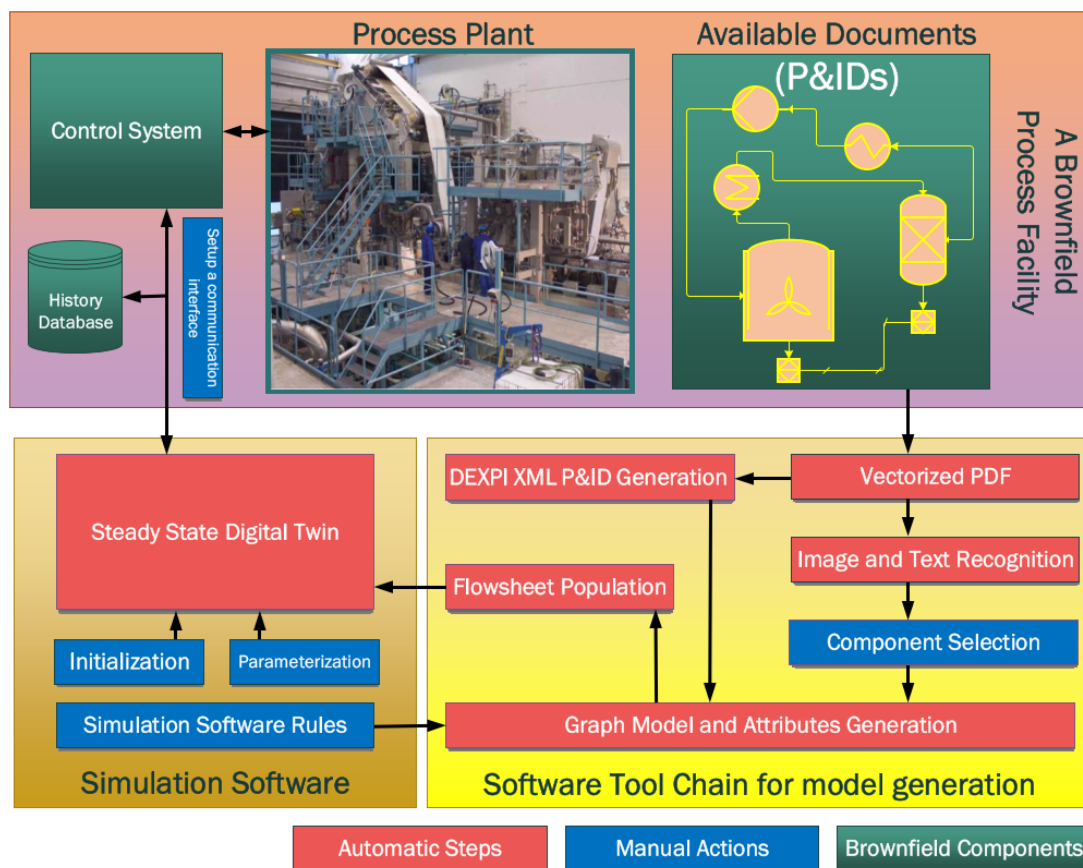 Process Plant
Available Documents
(P&IDs)
Control System
A Brownfield
Process Facility
Setup a communication
interface
History
Database
DEXPI XML P&ID Generation
Vectorized PDF
Steady State Digital Twin
Image and Text Recognition
Flowsheet Population
Initialization
Parameterization
Component Selection
Simulation Software Rules
Graph Model and Attributes Generation
Simulation Software
Software Tool Chain for model generation
Automatic Steps
Manual Actions
Brownfield Components